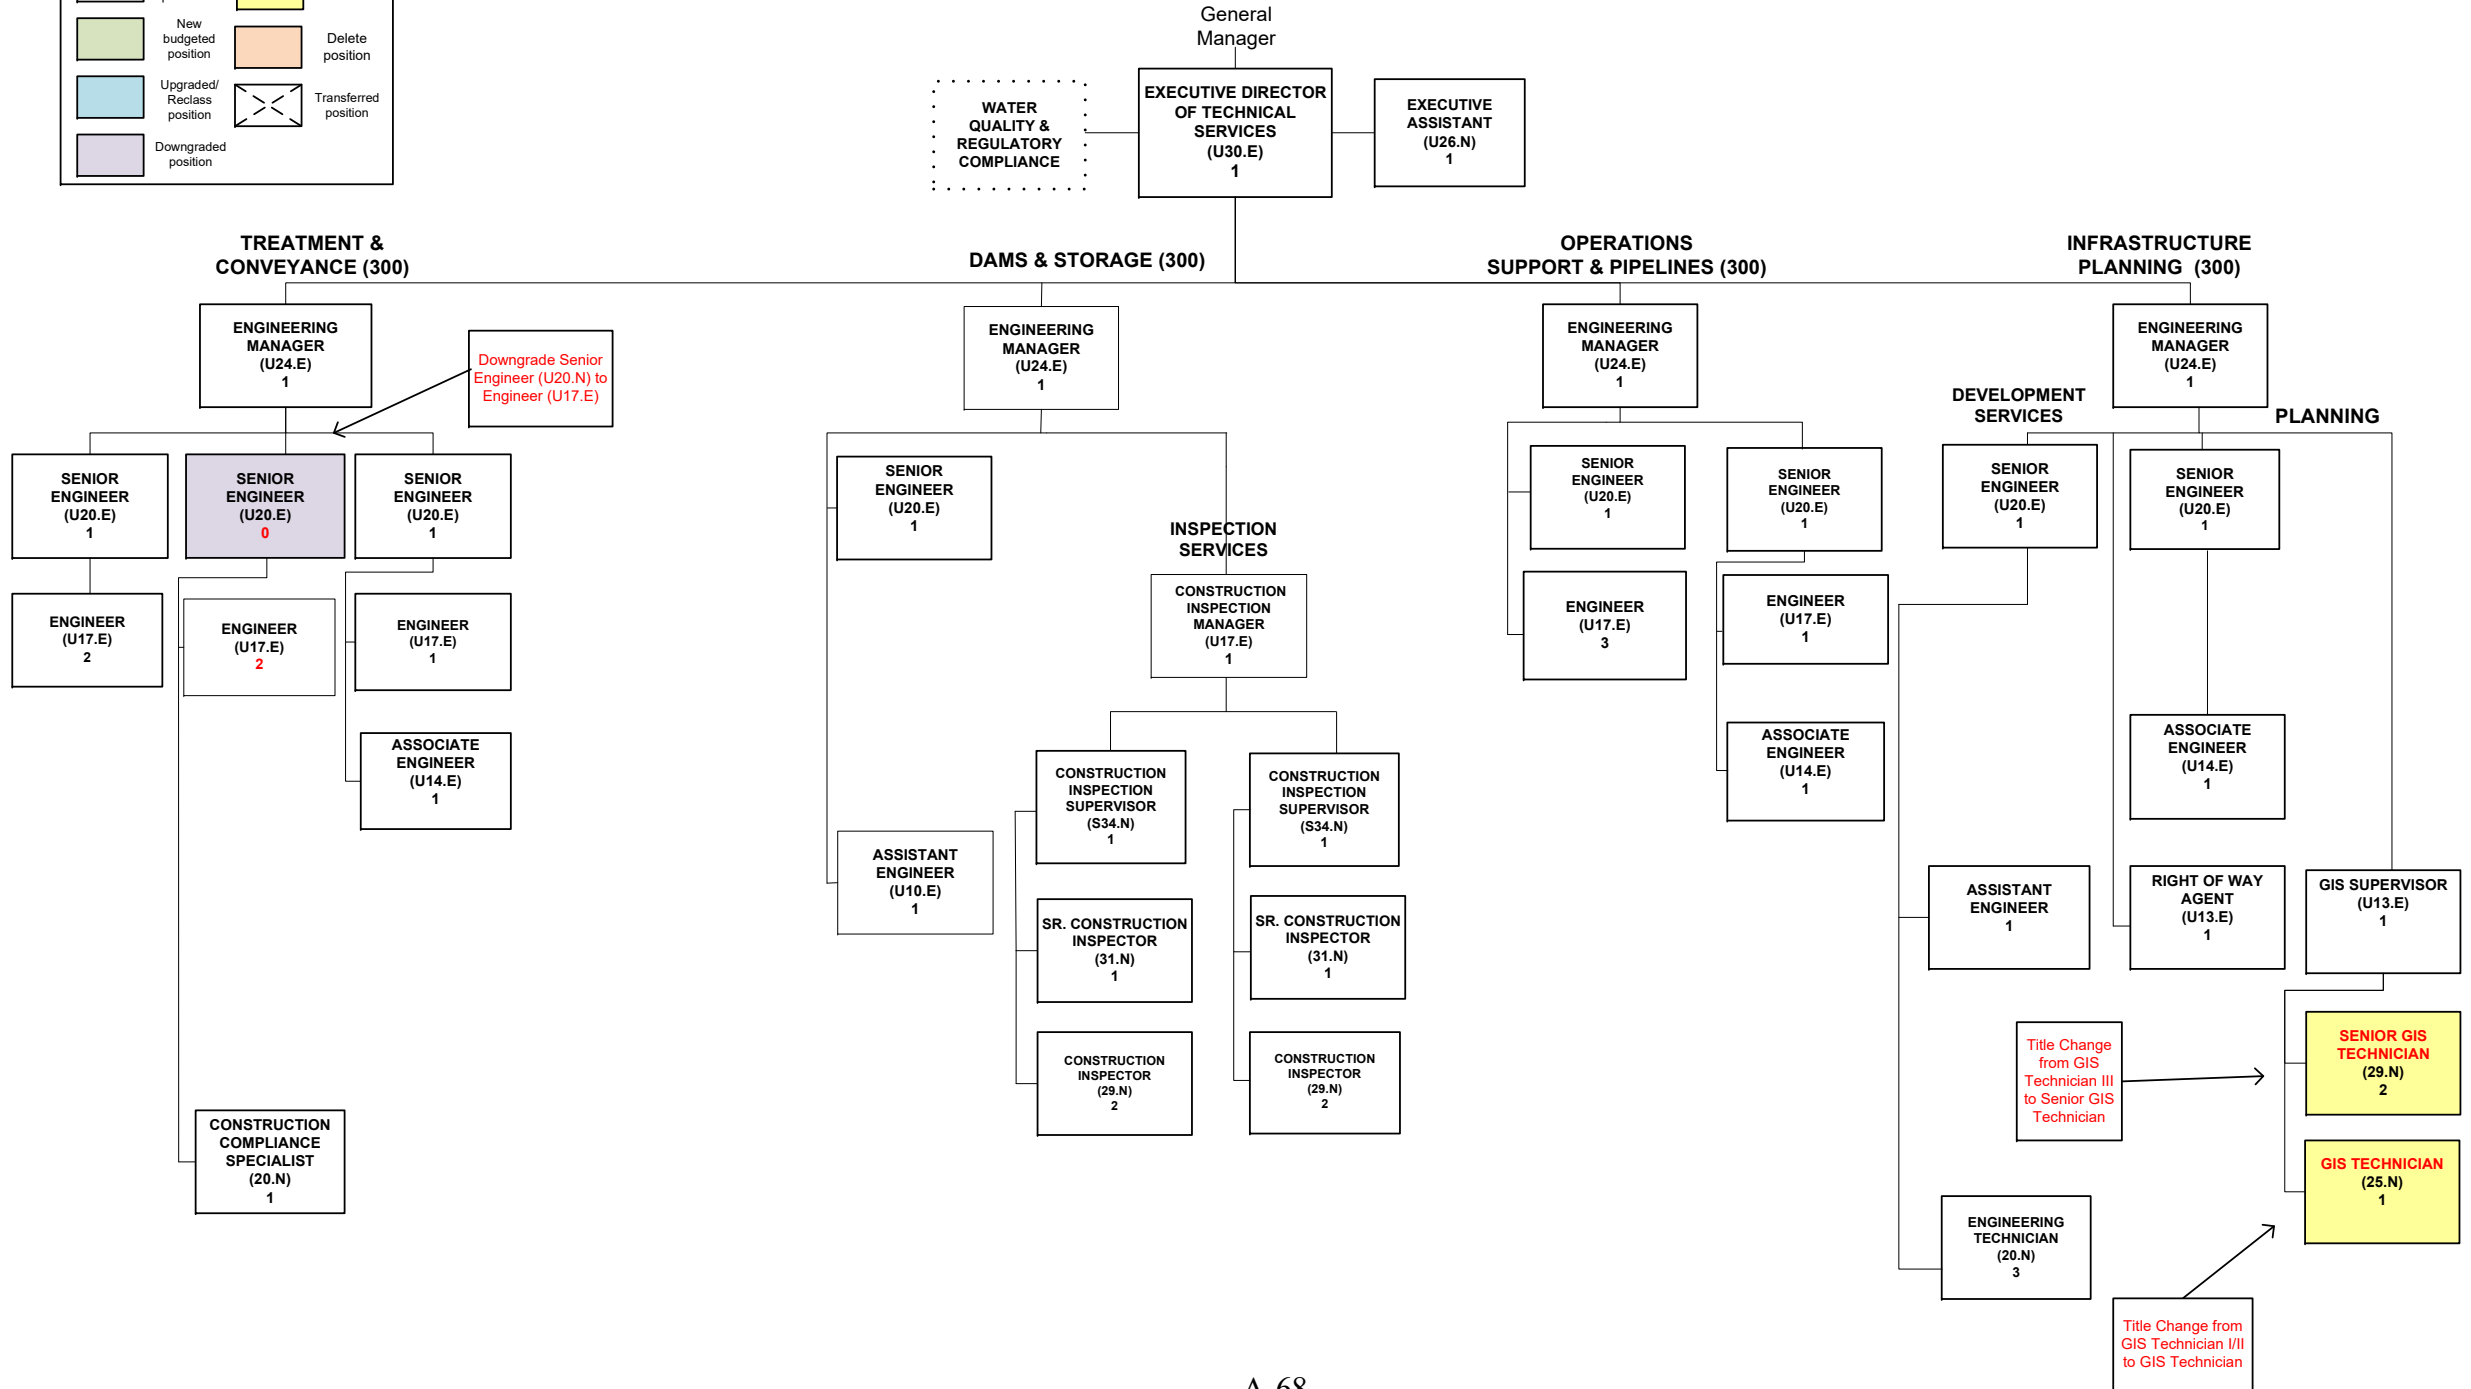 New
budgeted
position
Delete
position
Upgraded/
Reclass
position
Transferred
position
Downgraded
position
General
Manager
WATER
QUALITY &
REGULATORY
COMPLIANCE
EXECUTIVE DIRECTOR
OF TECHNICAL
SERVICES
(U30.E)
1
EXECUTIVE
ASSISTANT
(U26.N)
1
TREATMENT &
CONVEYANCE (300)
DAMS & STORAGE (300)
OPERATIONS
SUPPORT & PIPELINES (300)
INFRASTRUCTURE
PLANNING (300)
ENGINEERING
MANAGER
(U24.E)
1
Downgrade Senior
Engineer (U20.N) to
Engineer (U17.E)
SENIOR
ENGINEER
(U20.E)
1
SENIOR
ENGINEER
(U20.E)
0
SENIOR
ENGINEER
(U20.E)
1
ENGINEER
(U17.E)
2
ENGINEER
(U17.E)
2
ENGINEER
(U17.E)
1
ASSOCIATE
ENGINEER
(U14.E)
1
CONSTRUCTION
COMPLIANCE
SPECIALIST
(20.N)
1
ENGINEERING
MANAGER
(U24.E)
1
SENIOR
ENGINEER
(U20.E)
1
ASSISTANT
ENGINEER
(U10.E)
1
INSPECTION
SERVICES
CONSTRUCTION
INSPECTION
MANAGER
(U17.E)
1
CONSTRUCTION
INSPECTION
SUPERVISOR
(S34.N)
1
SR. CONSTRUCTION
INSPECTOR
(31.N)
1
CONSTRUCTION
INSPECTOR
(29.N)
2
CONSTRUCTION
INSPECTION
SUPERVISOR
(S34.N)
1
SR. CONSTRUCTION
INSPECTOR
(31.N)
1
CONSTRUCTION
INSPECTOR
(29.N)
2
ENGINEERING
MANAGER
(U24.E)
1
SENIOR
ENGINEER
(U20.E)
1
ENGINEER
(U17.E)
3
SENIOR
ENGINEER
(U20.E)
1
ENGINEER
(U17.E)
1
ASSOCIATE
ENGINEER
(U14.E)
1
ENGINEERING
MANAGER
(U24.E)
1
DEVELOPMENT
SERVICES
PLANNING
SENIOR
ENGINEER
(U20.E)
1
ASSISTANT
ENGINEER
1
ENGINEERING
TECHNICIAN
(20.N)
3
SENIOR
ENGINEER
(U20.E)
1
ASSOCIATE
ENGINEER
(U14.E)
1
RIGHT OF WAY
AGENT
(U13.E)
1
GIS SUPERVISOR
(U13.E)
1
Title Change
from GIS
Technician III
to Senior GIS
Technician
SENIOR GIS
TECHNICIAN
(29.N)
2
GIS TECHNICIAN
(25.N)
1
Title Change from
GIS Technician I/II
to GIS Technician
A-68